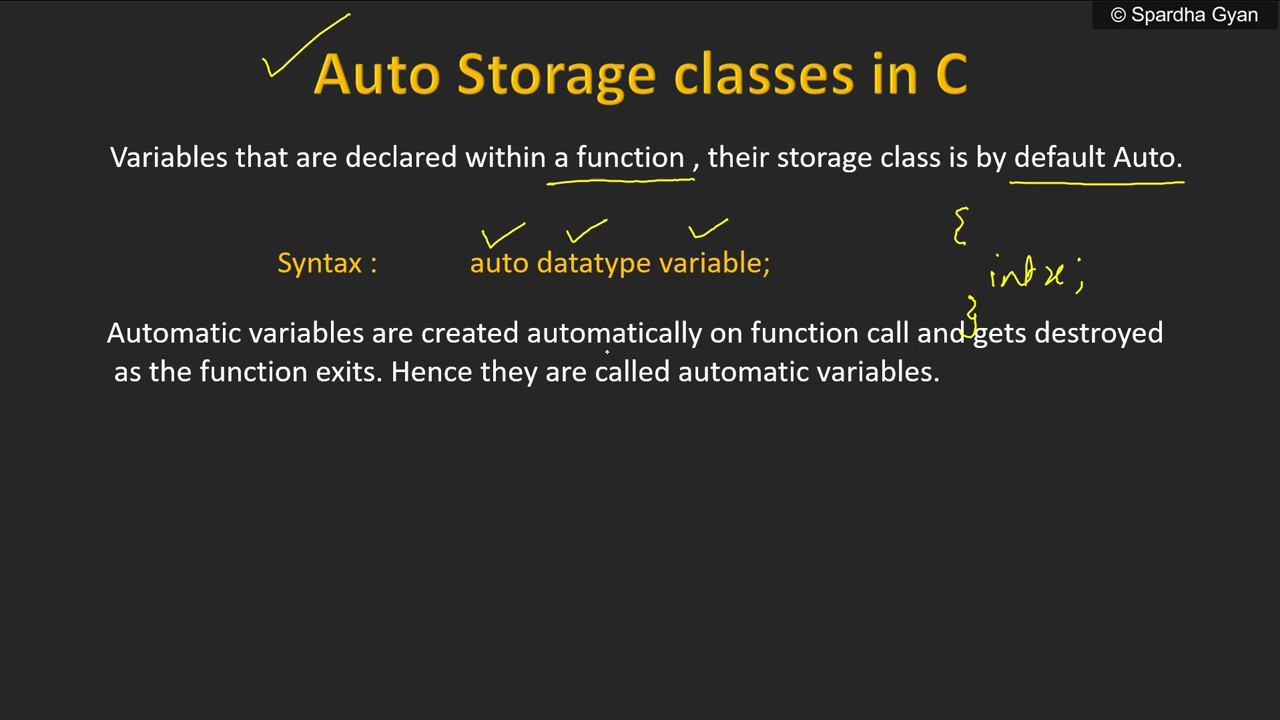 © Spardha Gyan
Auto Storage classes in C
Variables that are declared within a function , their storage class is by default Auto.
{
Syntax : auto datatype variable;
int x;
}
Automatic variables are created automatically on function call and gets destroyed
as the function exits. Hence they are called automatic variables.